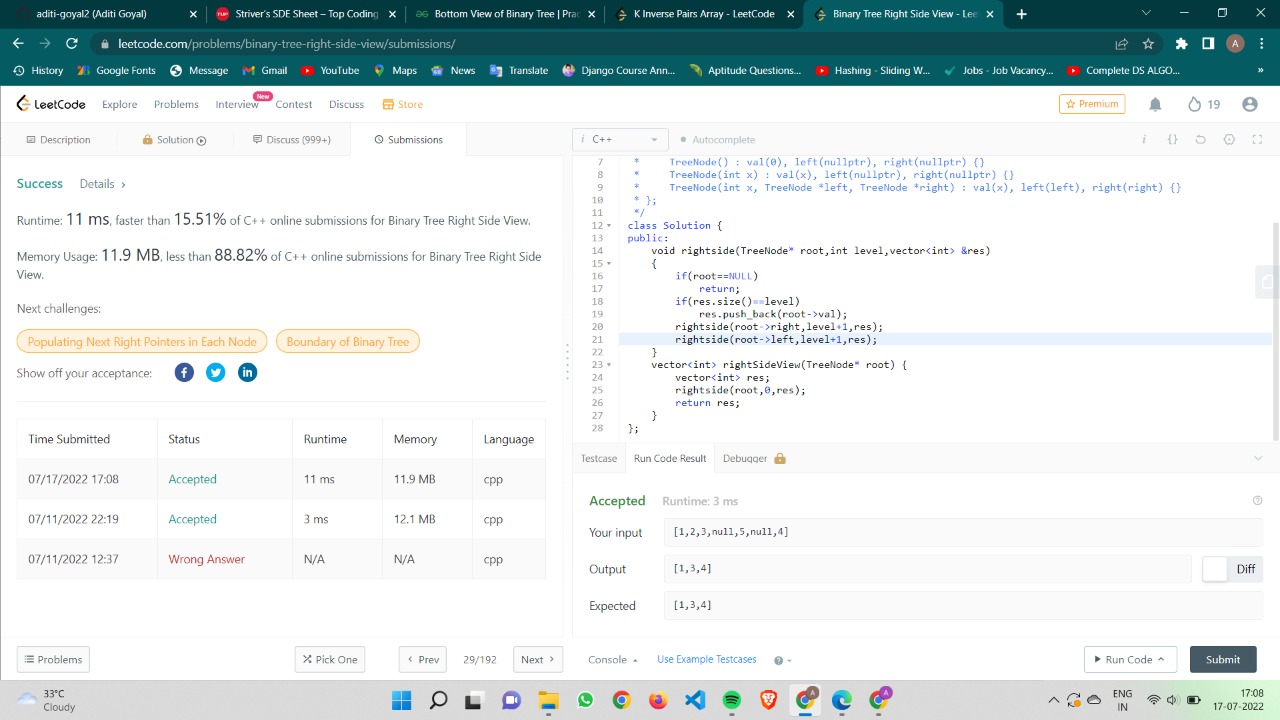 aditi-goyal2 (Aditi Goyal)
Striver's SDE Sheet – Top Coding
Bottom View of Binary Tree | Prac
K Inverse Pairs Array - LeetCode
Binary Tree Right Side View - Lee
leetcode.com/problems/binary-tree-right-side-view/submissions/
A
History
Google Fonts
Message
Gmail
YouTube
Maps
News
Translate
Django Course Ann...
Aptitude Questions...
Hashing - Sliding W...
Jobs - Job Vacancy...
Complete DS ALGO...
»
LeetCode
Explore
Problems
Interview
New
Contest
Discuss
Store
Premium
19
Description
Solution
Discuss (999+)
Submissions
i C++
Autocomplete
Success Details
Runtime: 11 ms, faster than 15.51% of C++ online submissions for Binary Tree Right Side View.
Memory Usage: 11.9 MB, less than 88.82% of C++ online submissions for Binary Tree Right Side
View.
Next challenges:
Populating Next Right Pointers in Each Node
Boundary of Binary Tree
Show off your acceptance:
Time Submitted Status Runtime Memory Language
07/17/2022 17:08 Accepted 11 ms 11.9 MB cpp
07/11/2022 22:19 Accepted 3 ms 12.1 MB cpp
07/11/2022 12:37 Wrong Answer N/A N/A cpp
7 * TreeNode() : val(0), left(nullptr), right(nullptr) {}
8 * TreeNode(int x) : val(x), left(nullptr), right(nullptr) {}
9 * TreeNode(int x, TreeNode *left, TreeNode *right) : val(x), left(left), right(right) {}
10 * };
11 */
12 class Solution {
13 public:
14 void rightside(TreeNode* root,int level,vector<int> &res)
15 {
16 if(root==NULL)
17 return;
18 if(res.size()==level)
19 res.push_back(root->val);
20 rightside(root->right,level+1,res);
21 rightside(root->left,level+1,res);
22 }
23 vector<int> rightSideView(TreeNode* root) {
24 vector<int> res;
25 rightside(root,0,res);
26 return res;
27 }
28 };
Testcase
Run Code Result
Debugger
Accepted Runtime: 3 ms
Your input [1,2,3,null,5,null,4]
Output [1,3,4]
Diff
Expected [1,3,4]
Problems
Pick One
Prev
29/192
Next
Console
Use Example Testcases
Run Code
Submit
33°C
Cloudy
ENG
IN
17:08
17-07-2022